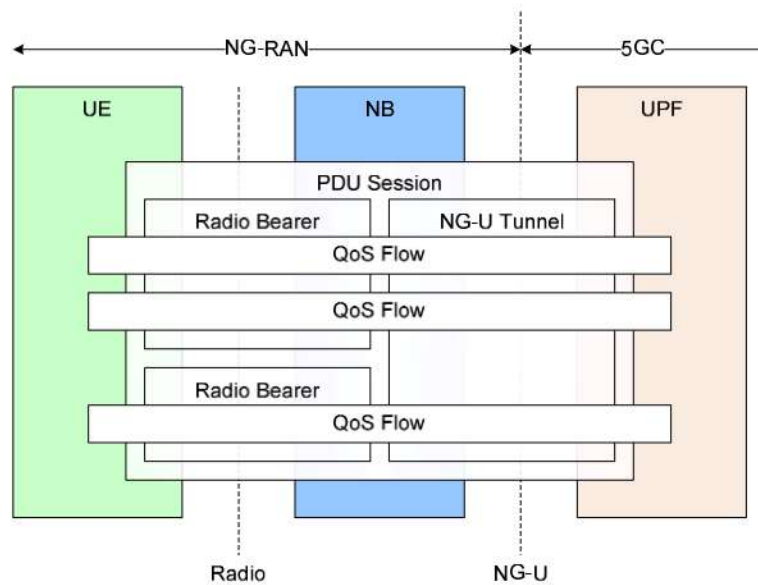 NG-RAN
5GC
UE
NB
UPF
PDU Session
Radio Bearer
NG-U Tunnel
QoS Flow
QoS Flow
Radio Bearer
QoS Flow
Radio
NG-U